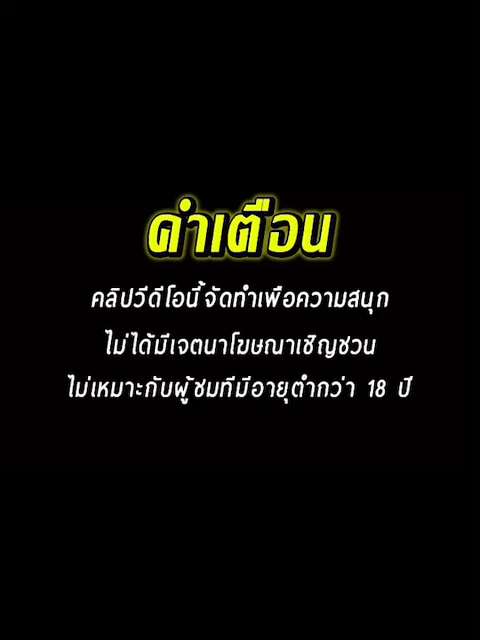 คำเตือน
คลิปวีดีโอนี้จัดทำเพื่อความสนุก
ไม่ได้มีเจตนาโฆษณาเชิญชวน
ไม่เหมาะกับผู้ชมที่มีอายุต่ำกว่า 18 ปี